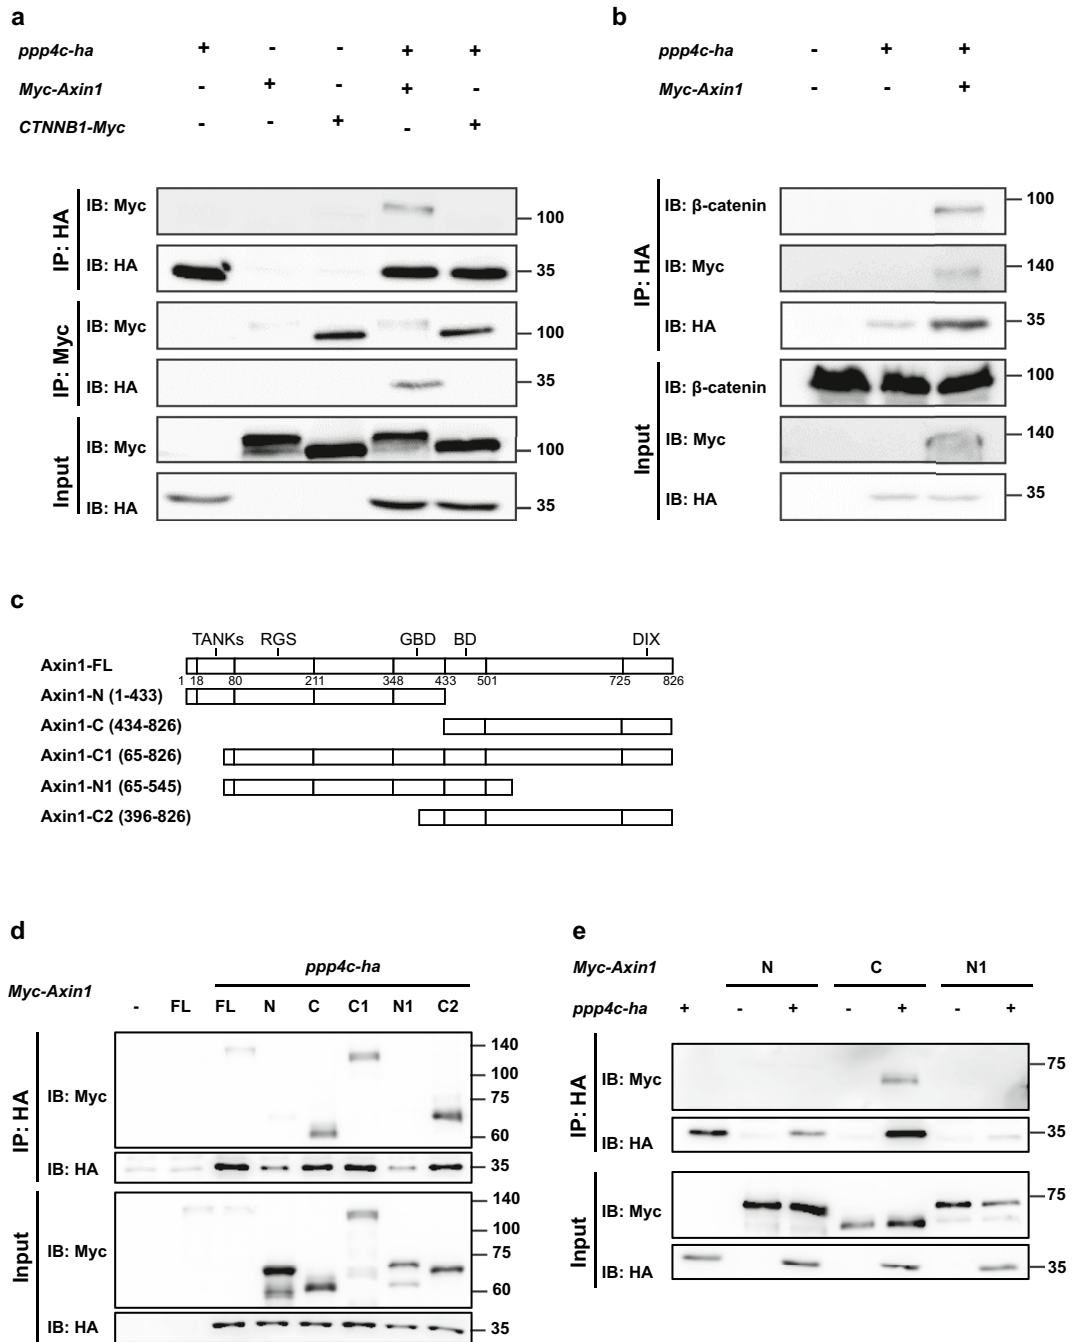 a
ppp4c-ha + - - + +
Myc-Axin1 - + - + -
CTNNB1-Myc - - + - +
IP: HA
IB: Myc 100
IB: HA 35
IP: Myc
IB: Myc 100
IB: HA 35
Input
IB: Myc 100
IB: HA 35
b
ppp4c-ha - + +
Myc-Axin1 - - +
IP: HA
IB: β-catenin 100
IB: Myc 140
IB: HA 35
Input
IB: β-catenin 100
IB: Myc 140
IB: HA 35
c
TANKs RGS GBD BD DIX
Axin1-FL
1 18 80 211 348 433 501 725 826
Axin1-N (1-433)
Axin1-C (434-826)
Axin1-C1 (65-826)
Axin1-N1 (65-545)
Axin1-C2 (396-826)
d
ppp4c-ha
Myc-Axin1 - FL FL N C C1 N1 C2
IP: HA
IB: Myc 140 100 75 60
IB: HA 35
Input
IB: Myc 140 100 75 60
IB: HA 35
e
Myc-Axin1 N C N1
ppp4c-ha + - + - + - +
IP: HA
IB: Myc 75
IB: HA 35
Input
IB: Myc 75
IB: HA 35